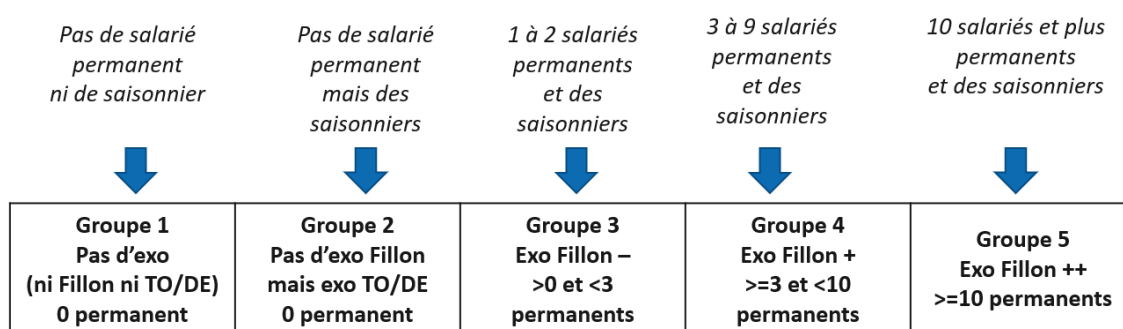 Pas de salarié
permanent
ni de saisonnier
Pas de salarié
permanent
mais des
saisonniers
1 à 2 salariés
permanents
et des
saisonniers
3 à 9 salariés
permanents
et des
saisonniers
10 salariés et plus
permanents
et des saisonniers
Groupe 1
Pas d’exo
(ni Fillon ni TO/DE)
0 permanent
Groupe 2
Pas d’exo Fillon
mais exo TO/DE
0 permanent
Groupe 3
Exo Fillon –
>0 et <3
permanents
Groupe 4
Exo Fillon +
>=3 et <10
permanents
Groupe 5
Exo Fillon ++
>=10 permanents